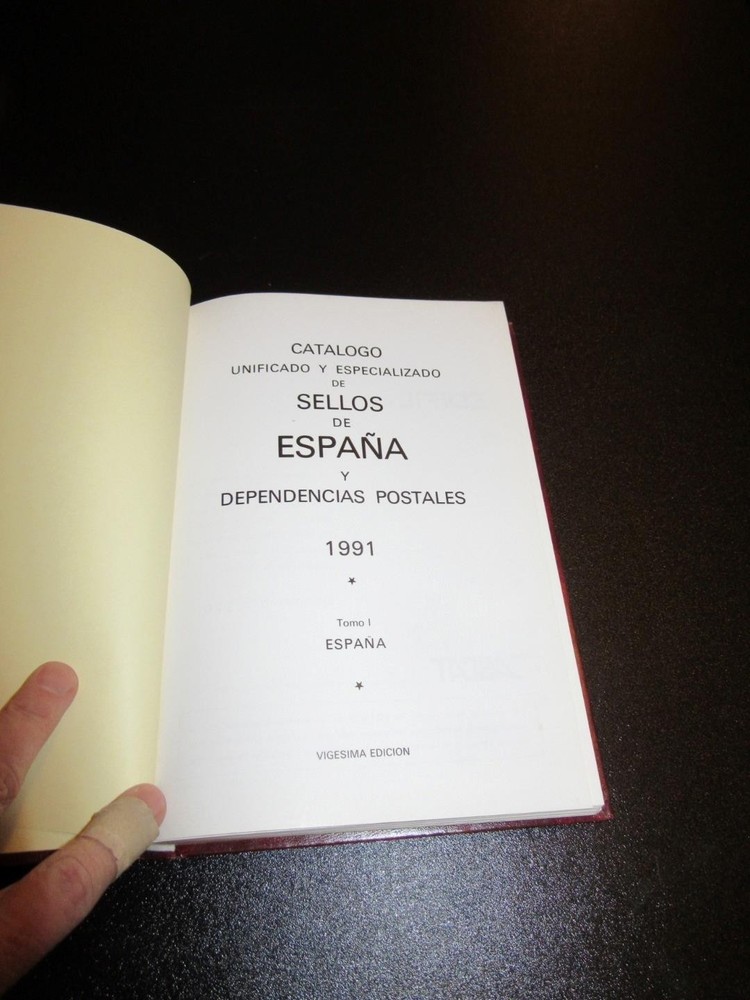 CATALOGO
UNIFICADO Y ESPECIALIZADO
DE
SELLOS
DE
ESPAÑA
Y
DEPENDENCIAS POSTALES
1991
Tomo I
ESPAÑA
VIGESIMA EDICION